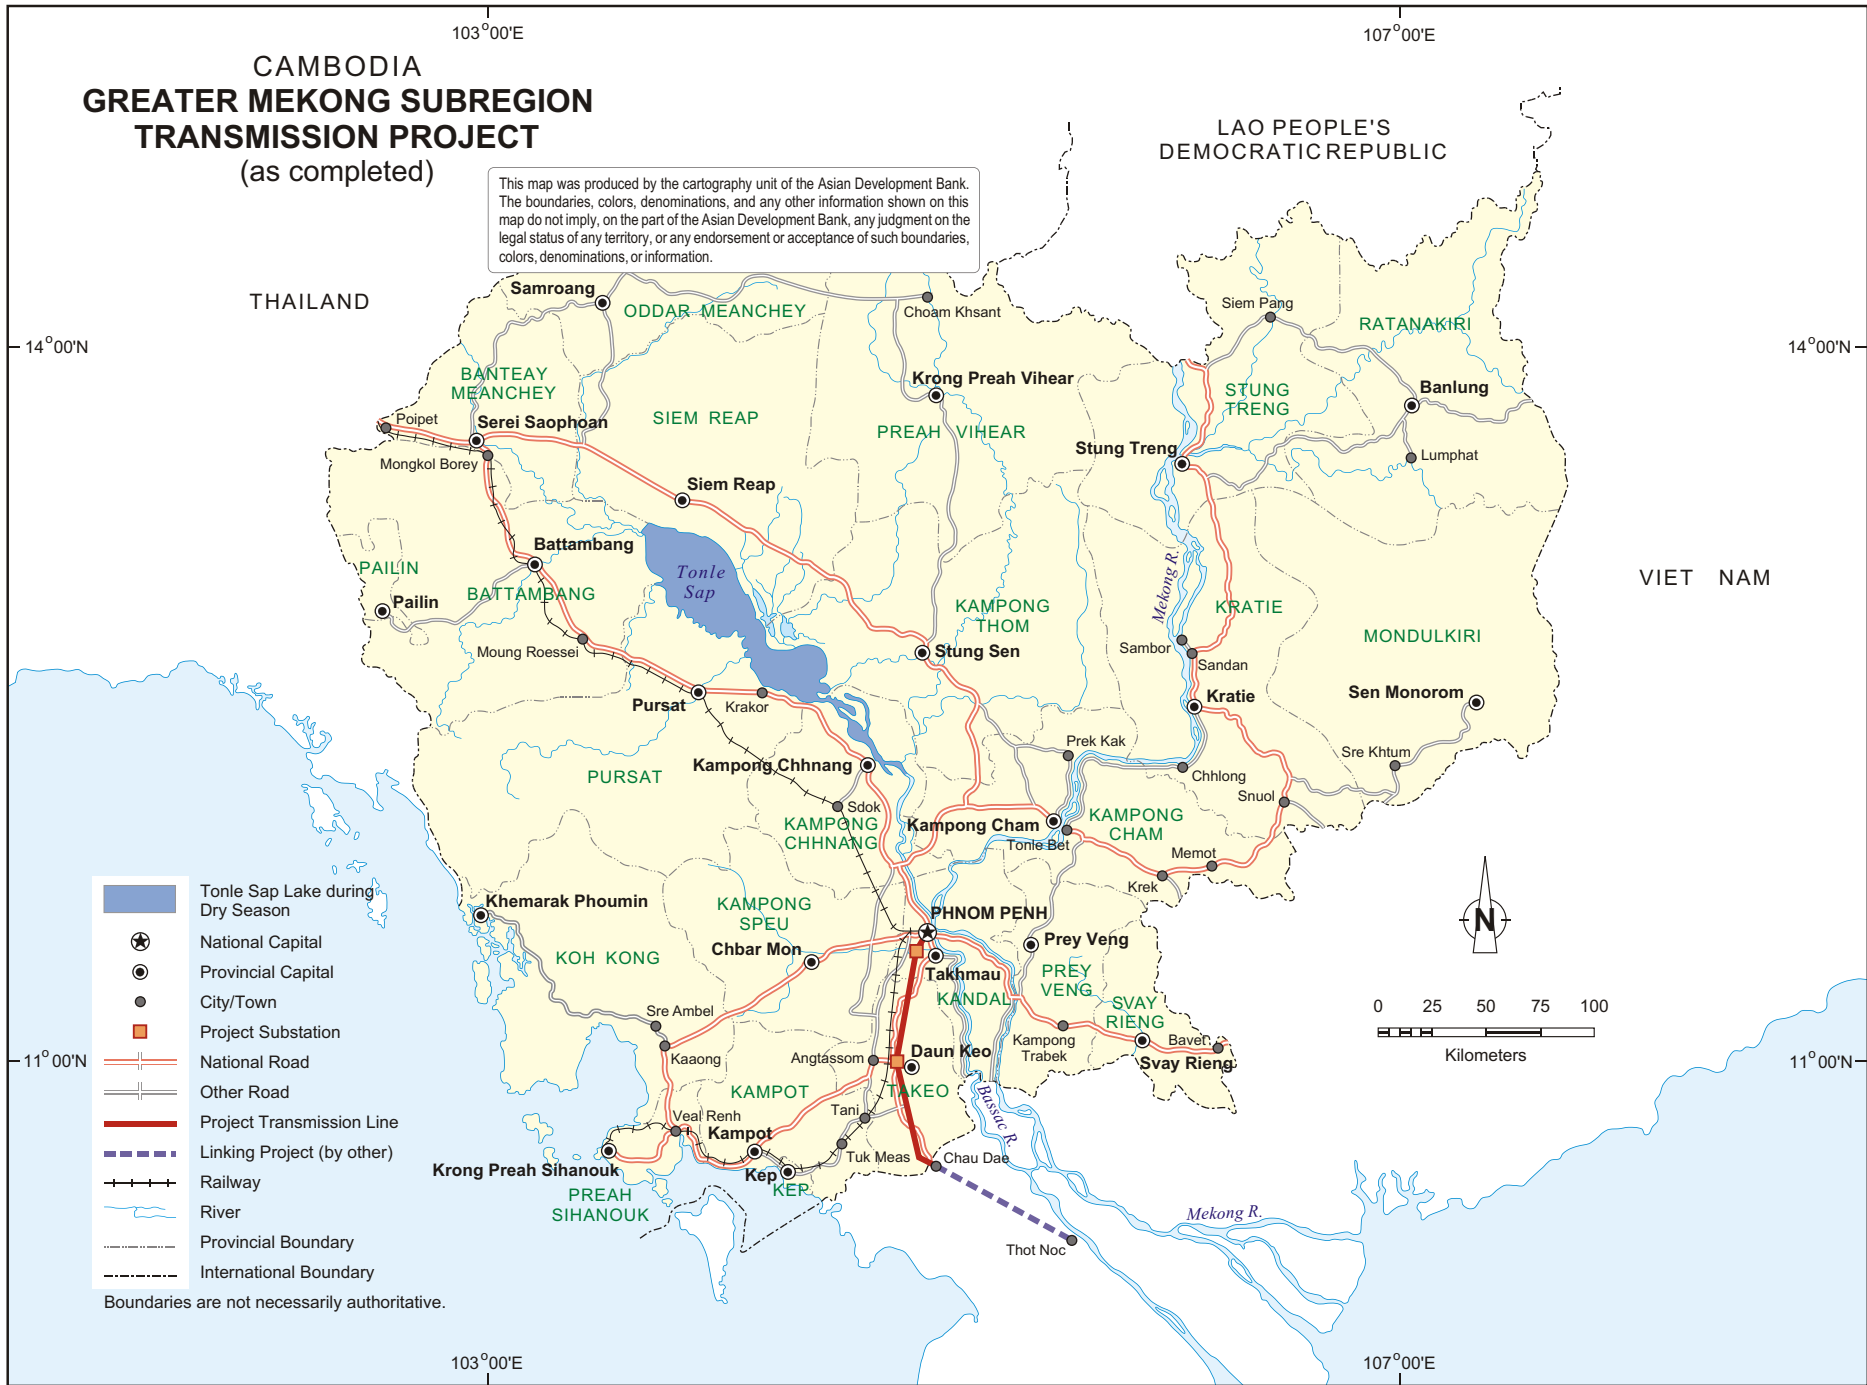 103°00'E
107°00'E
CAMBODIA
GREATER MEKONG SUBREGION
TRANSMISSION PROJECT
(as completed)
This map was produced by the cartography unit of the Asian Development Bank.
The boundaries, colors, denominations, and any other information shown on this
map do not imply, on the part of the Asian Development Bank, any judgment on the
legal status of any territory, or any endorsement or acceptance of such boundaries,
colors, denominations, or information.
LAO PEOPLE'S
DEMOCRATIC REPUBLIC
THAILAND
VIET NAM
14°00'N
14°00'N
Samroang
ODDAR MEANCHEY
Choam Khsant
Siem Pang
RATANAKIRI
BANTEAY
MEANCHEY
Krong Preah Vihear
STUNG
TRENG
Banlung
Poipet
Serei Saophoan
SIEM REAP
PREAH VIHEAR
Stung Treng
Lumphat
Mongkol Borey
Siem Reap
Battambang
PAILIN
BATTAMBANG
Pailin
Tonle
Sap
Mekong R.
KAMPONG
THOM
KRATIE
MONDULKIRI
Moung Roessei
Stung Sen
Sambor
Sandan
Pursat
Krakor
Kratie
Sen Monorom
PURSAT
Kampong Chhnang
Prek Kak
Chhlong
Sre Khtum
Snuol
Sdok
KAMPONG
CHHNANG
Kampong Cham
KAMPONG
CHAM
Tonle Bet
Memot
Krek
Khemarak Phoumin
KAMPONG
SPEU
PHNOM PENH
Chbar Mon
Prey Veng
KOH KONG
Takhmau
PREY
VENG
KANDAL
SVAY
RIENG
Sre Ambel
Kaaong
Angtassom
Daun Keo
Kampong
Trabek
Bavet
Svay Rieng
KAMPOT
TAKEO
Bassac R.
Veal Renh
Tani
Kampot
Tuk Meas
Chau Dae
Krong Preah Sihanouk
Kep
KEP
PREAH
SIHANOUK
Mekong R.
Thot Noc
11°00'N
11°00'N
N
0 25 50 75 100
Kilometers
Tonle Sap Lake during
Dry Season
National Capital
Provincial Capital
City/Town
Project Substation
National Road
Other Road
Project Transmission Line
Linking Project (by other)
Railway
River
Provincial Boundary
International Boundary
Boundaries are not necessarily authoritative.
103°00'E
107°00'E